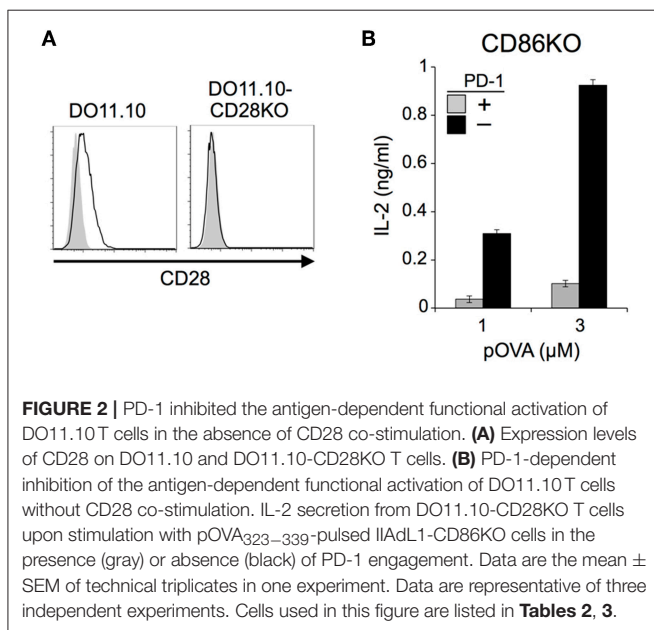 A
DO11.10
DO11.10-
CD28KO
CD28
B
CD86KO
PD-1
+
−
IL-2 (ng/ml)
1
0.8
0.6
0.4
0.2
0
1 3
pOVA (µM)
FIGURE 2 | PD-1 inhibited the antigen-dependent functional activation of
DO11.10 T cells in the absence of CD28 co-stimulation. (A) Expression levels
of CD28 on DO11.10 and DO11.10-CD28KO T cells. (B) PD-1-dependent
inhibition of the antigen-dependent functional activation of DO11.10 T cells
without CD28 co-stimulation. IL-2 secretion from DO11.10-CD28KO T cells
upon stimulation with pOVA323−339-pulsed IIAdL1-CD86KO cells in the
presence (gray) or absence (black) of PD-1 engagement. Data are the mean ±
SEM of technical triplicates in one experiment. Data are representative of three
independent experiments. Cells used in this figure are listed in Tables 2, 3.